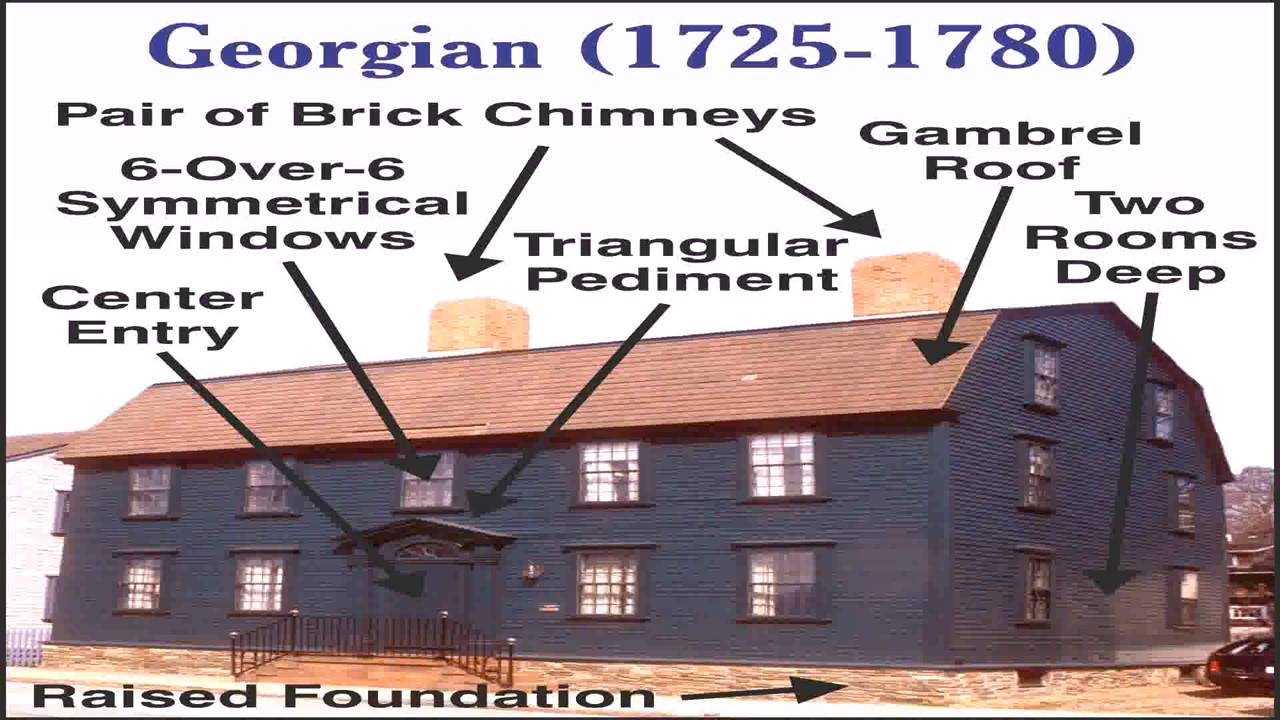 Georgian (1725-1780)
Pair of Brick Chimneys
Gambrel
Roof
6-Over-6
Symmetrical
Windows
Two
Rooms
Deep
Triangular
Pediment
Center
Entry
Raised Foundation